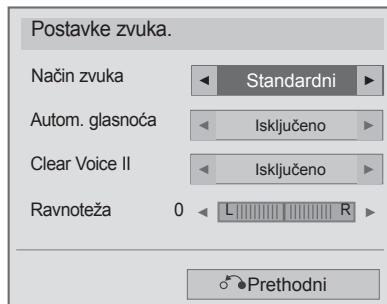 Postavke zvuka.
Način zvuka ◄ Standardni ►
Autom. glasnoća ◄ Isključeno ►
Clear Voice II ◄ Isključeno ►
Ravnoteža 0 ◄ L R ►
Prethodni